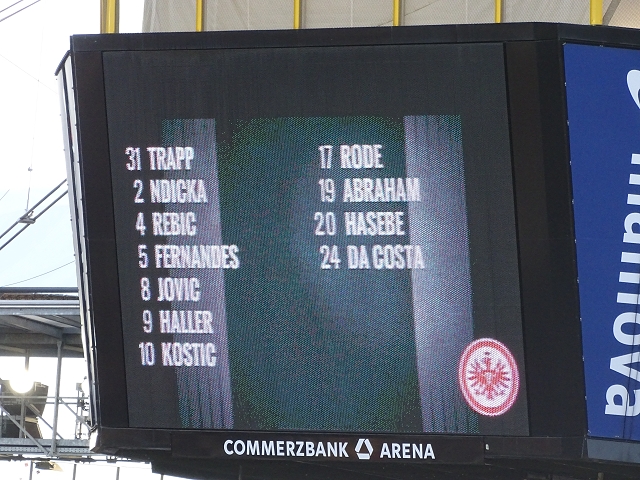 31 TRAPP
2 NDICKA
4 REBIC
5 FERNANDES
8 JOVIC
9 HALLER
10 KOSTIC
17 RODE
19 ABRAHAM
20 HASEBE
24 DA COSTA
COMMERZBANK ARENA